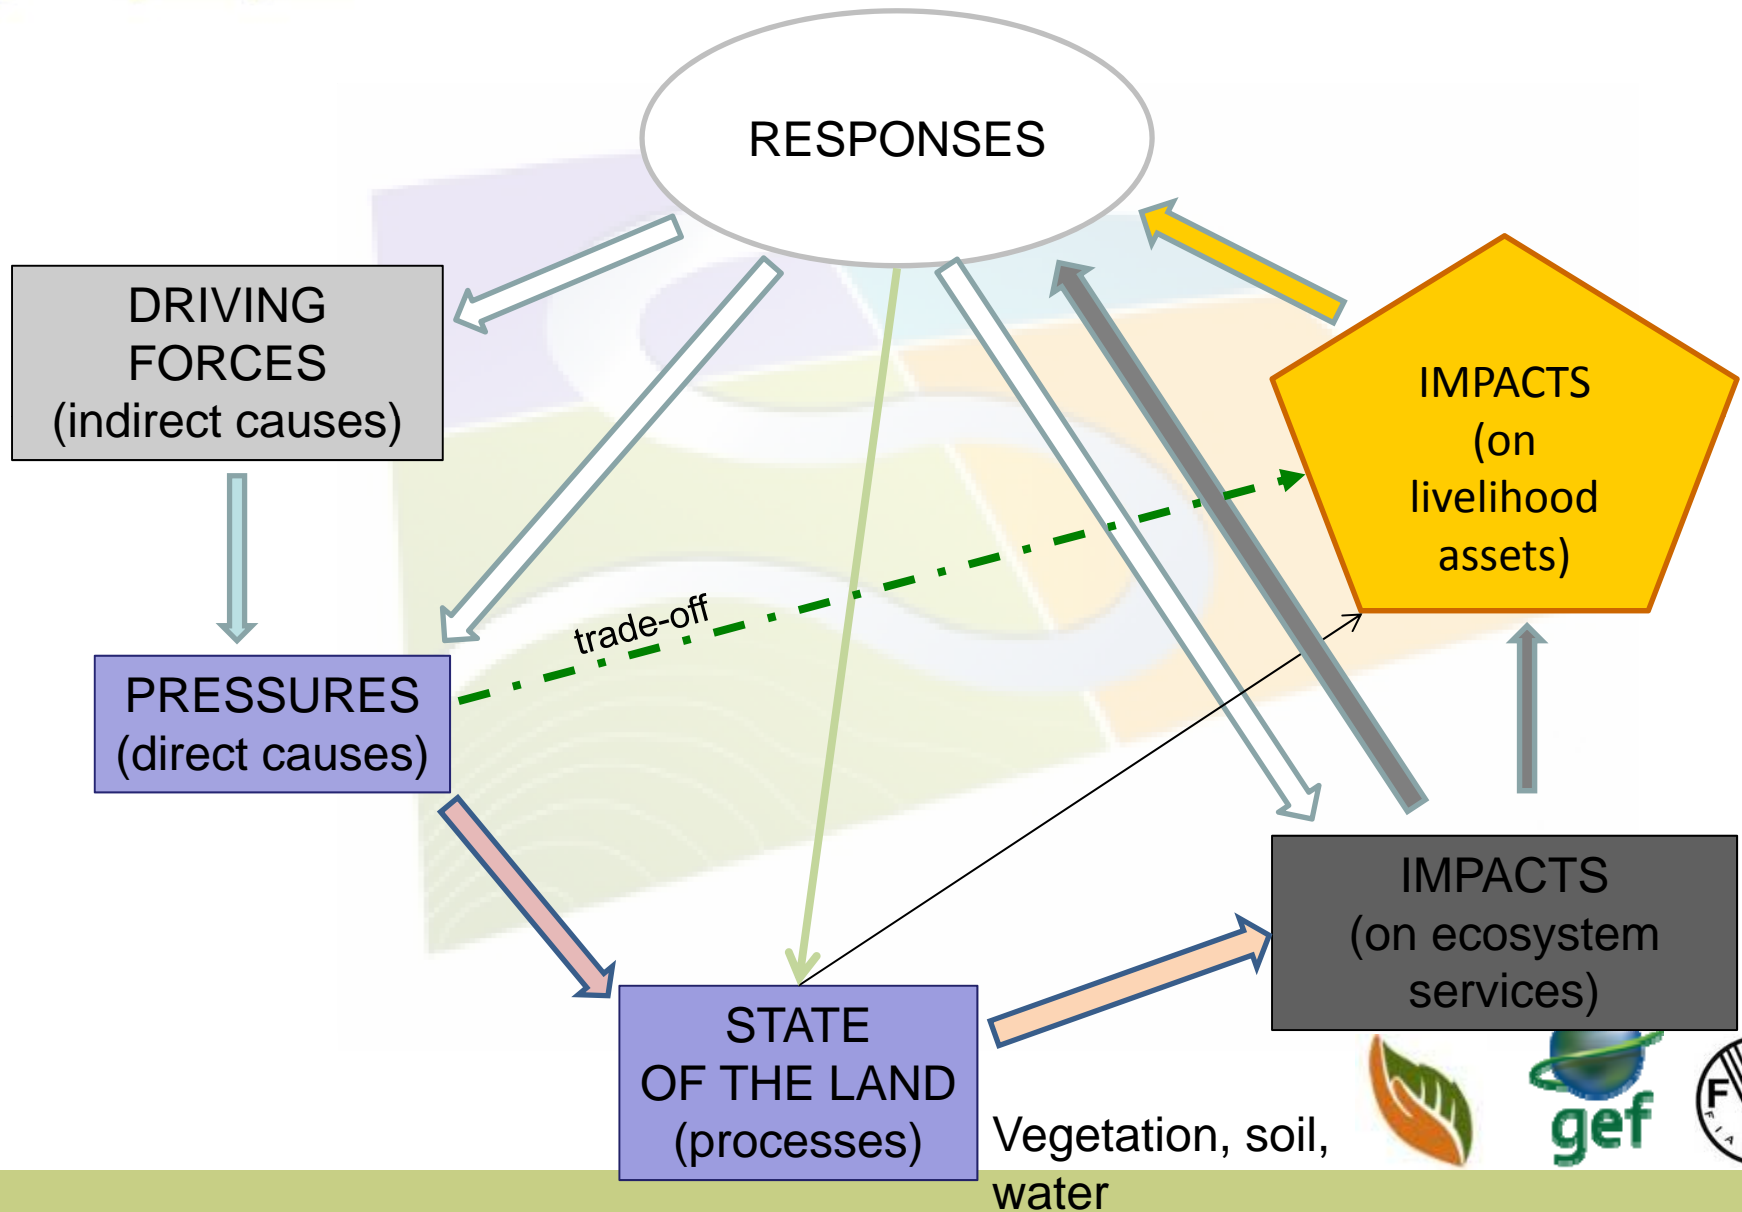 RESPONSES
DRIVING
FORCES
(indirect causes)
IMPACTS
(on
livelihood
assets)
trade-off
PRESSURES
(direct causes)
IMPACTS
(on ecosystem
services)
STATE
OF THE LAND
(processes)
Vegetation, soil,
water
gef
F